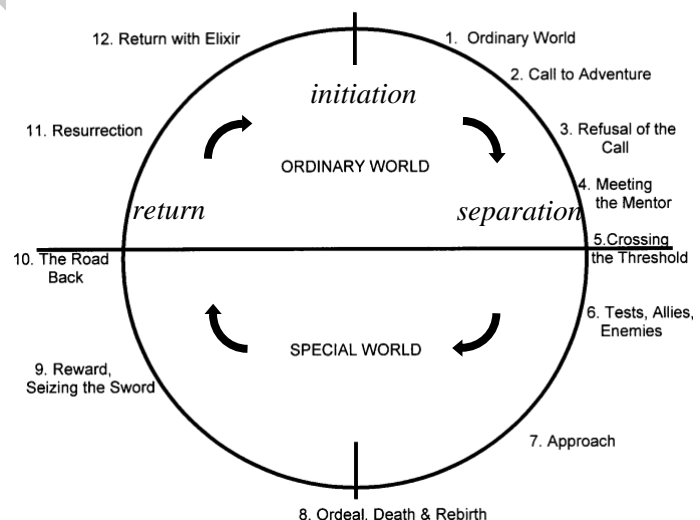 12. Return with Elixir
1. Ordinary World
2. Call to Adventure
initiation
11. Resurrection
3. Refusal of the
Call
ORDINARY WORLD
4. Meeting
the Mentor
return
separation
5.Crossing
the Threshold
10. The Road
Back
6. Tests, Allies,
Enemies
SPECIAL WORLD
9. Reward,
Seizing the Sword
7. Approach
8. Ordeal, Death & Rebirth